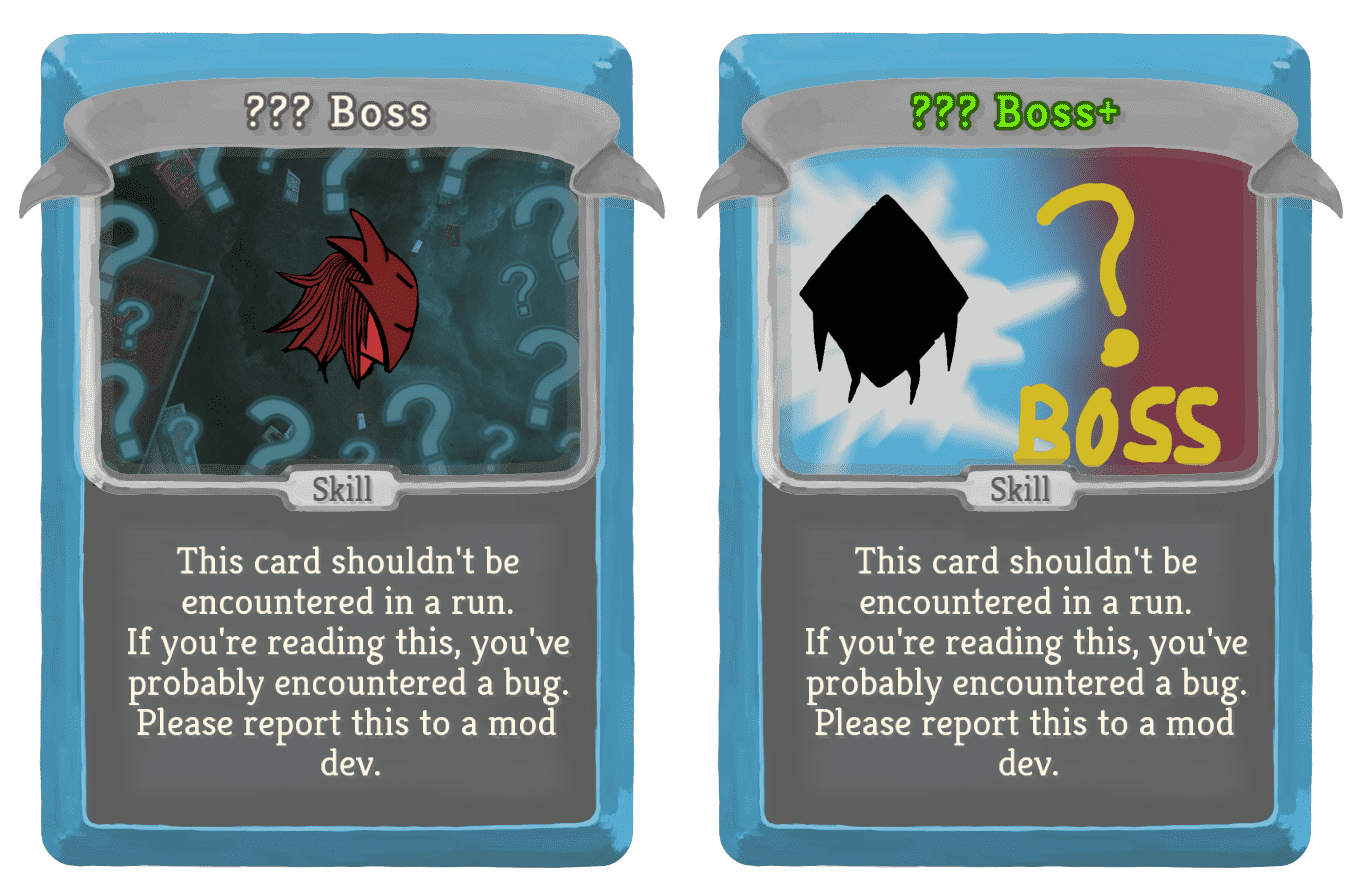 ??? Boss
Skill
This card shouldn't be
encountered in a run.
If you're reading this, you've
probably encountered a bug.
Please report this to a mod
dev.
??? Boss+
?
BOSS
Skill
This card shouldn't be
encountered in a run.
If you're reading this, you've
probably encountered a bug.
Please report this to a mod
dev.